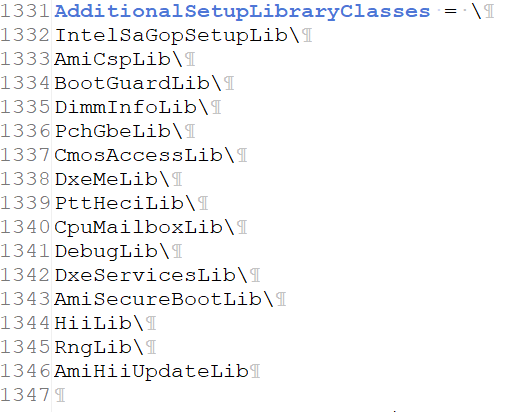 1331 AdditionalSetupLibraryClasses = \¶
1332 IntelSaGopSetupLib\¶
1333 AmiCspLib\¶
1334 BootGuardLib\¶
1335 DimmInfoLib\¶
1336 PchGbeLib\¶
1337 CmosAccessLib\¶
1338 DxeMeLib\¶
1339 PttHeciLib\¶
1340 CpuMailboxLib\¶
1341 DebugLib\¶
1342 DxeServicesLib\¶
1343 AmiSecureBootLib\¶
1344 HiiLib\¶
1345 RngLib\¶
1346 AmiHiiUpdateLib¶
1347 ¶